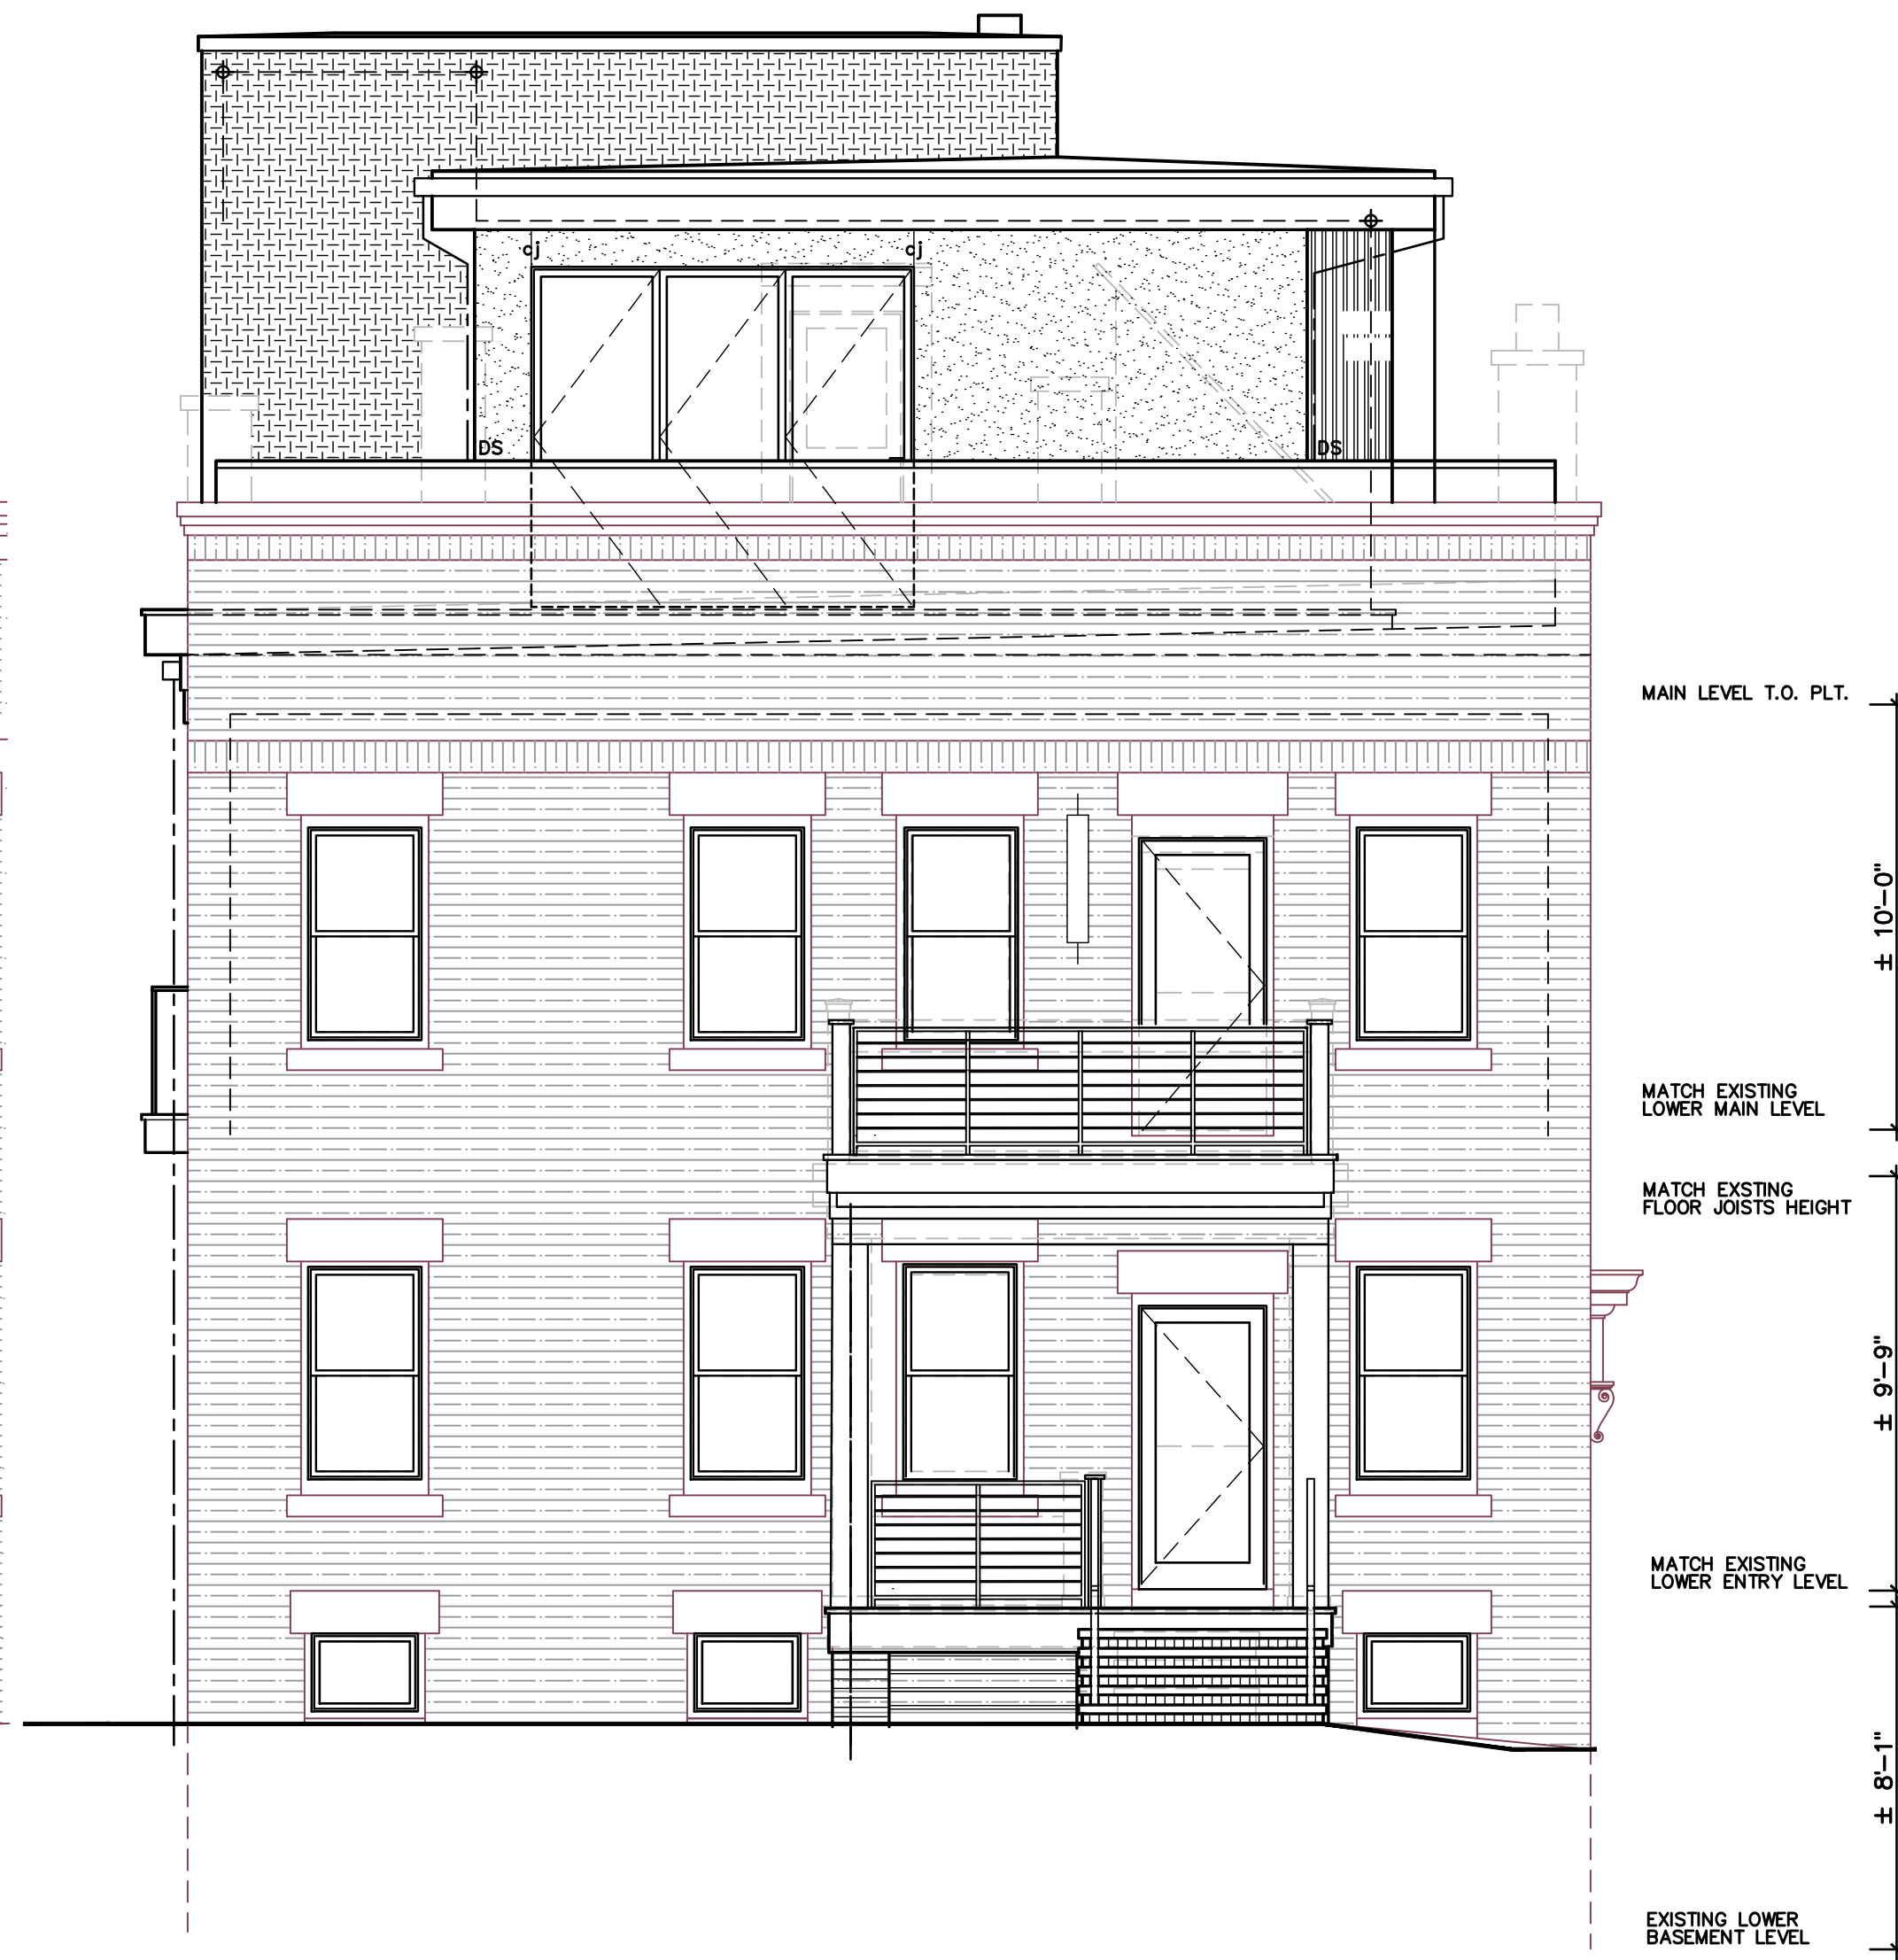 cj
cj
DS
DS
MAIN LEVEL T.O. PLT.
± 10'-0"
MATCH EXISTING
LOWER MAIN LEVEL
MATCH EXSTING
FLOOR JOISTS HEIGHT
± 9'-9"
MATCH EXISTING
LOWER ENTRY LEVEL
± 8'-1"
EXISTING LOWER
BASEMENT LEVEL